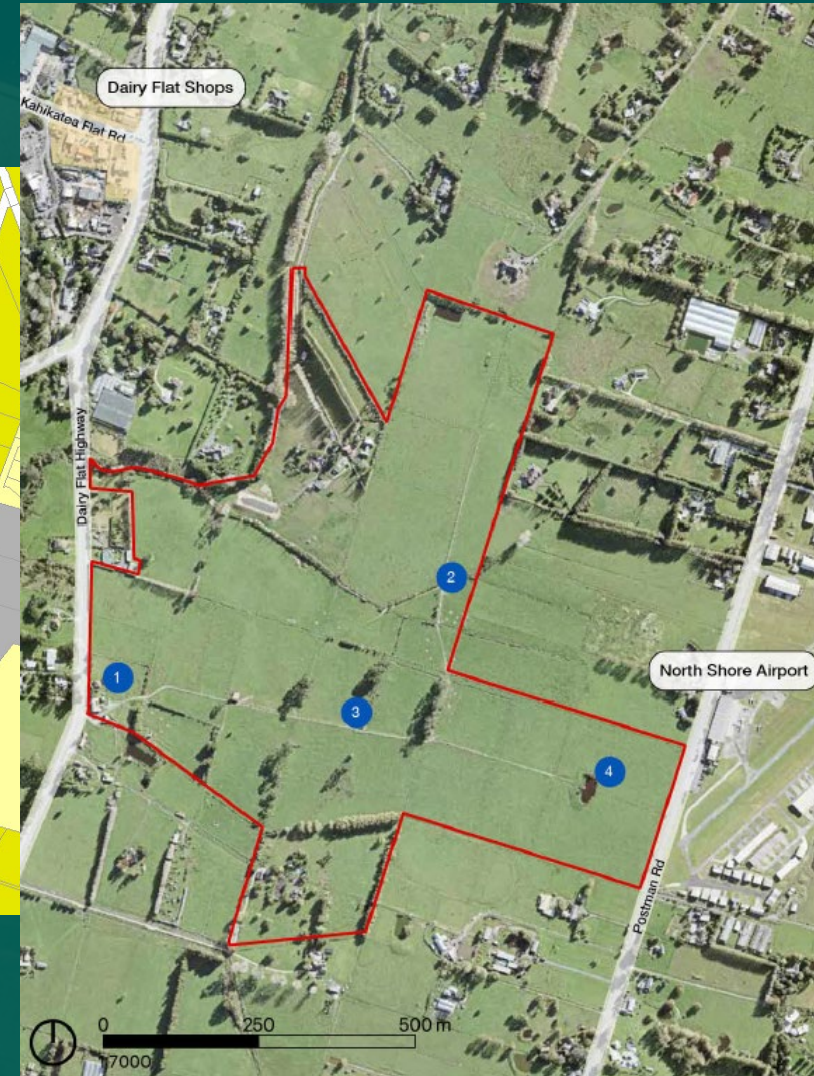 Dairy Flat Shops
Kahikatea Flat Rd
Dairy Flat Highway
2
North Shore Airport
1
3
4
Postman Rd
0 250 500 m
7000